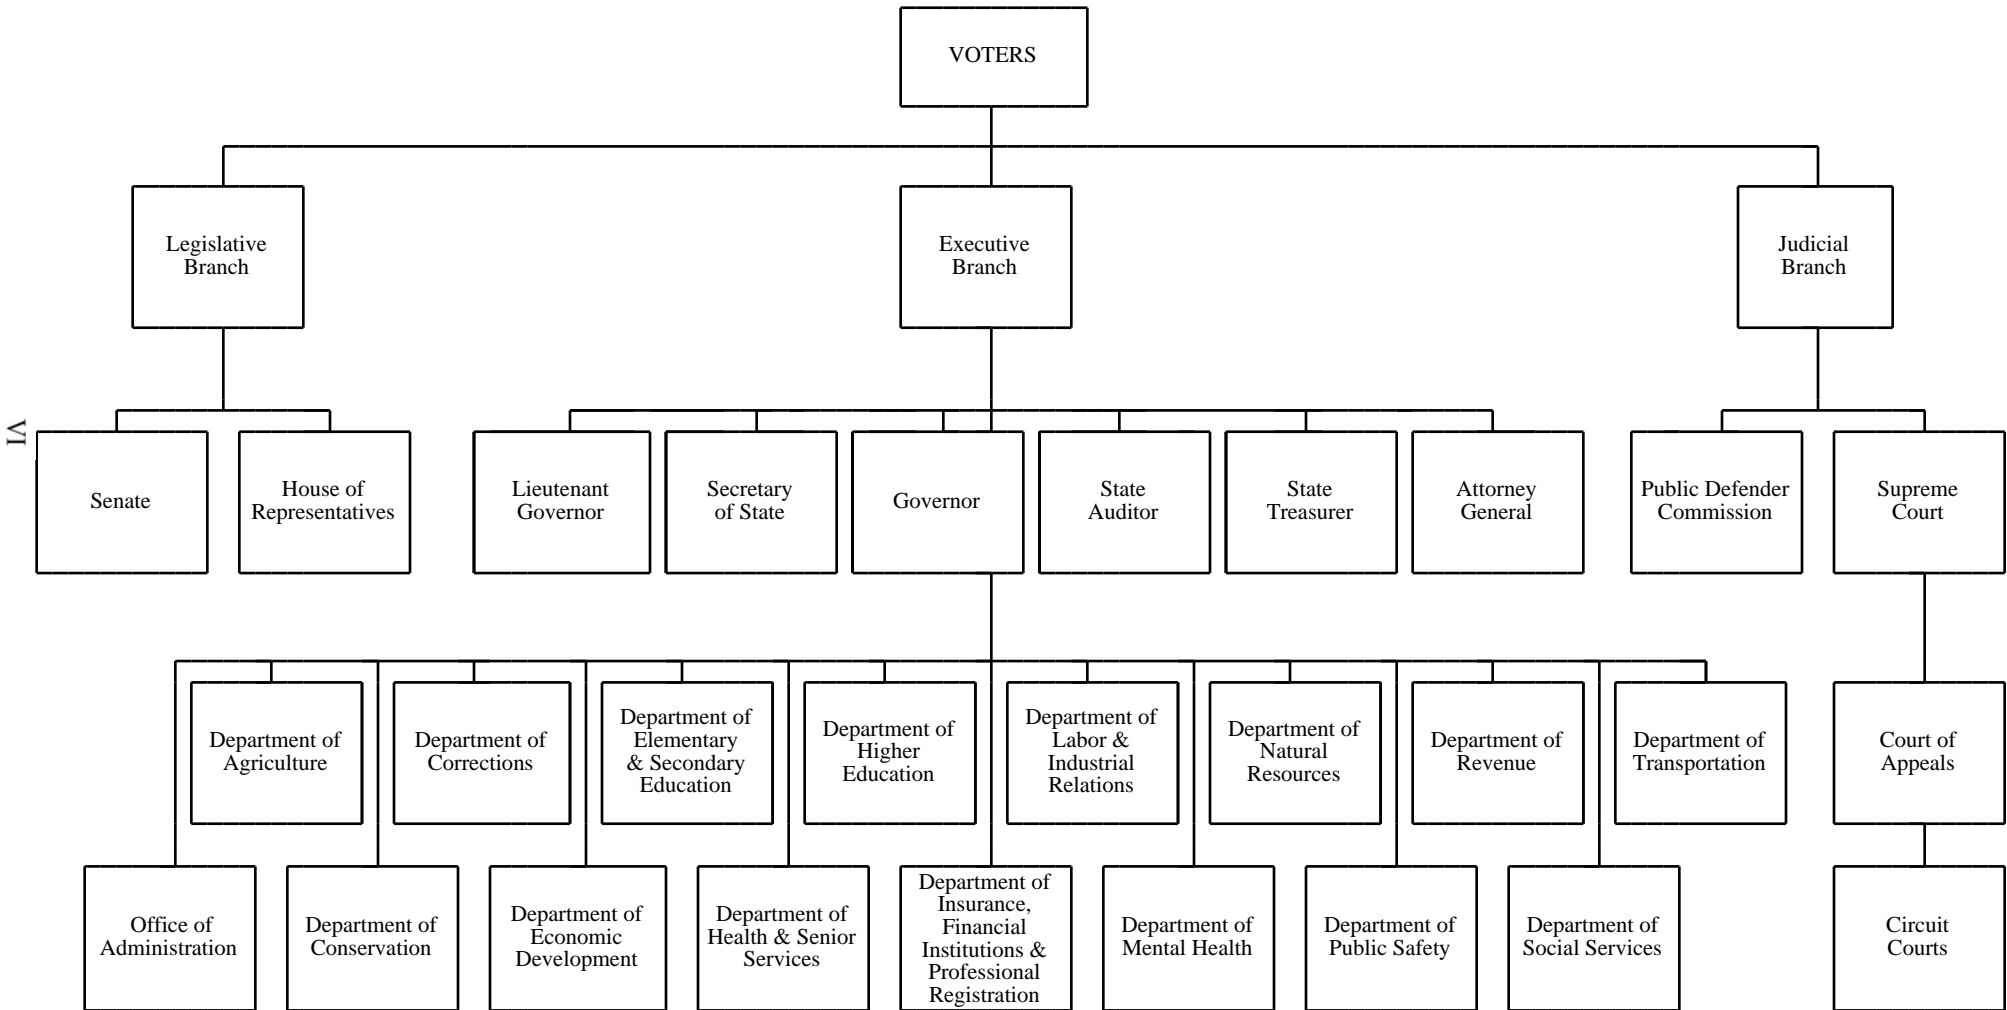 VOTERS
Legislative
Branch
Executive
Branch
Judicial
Branch
VI
Senate
House of
Representatives
Lieutenant
Governor
Secretary
of State
Governor
State
Auditor
State
Treasurer
Attorney
General
Public Defender
Commission
Supreme
Court
Department of
Agriculture
Department of
Corrections
Department of
Elementary
& Secondary
Education
Department of
Higher
Education
Department of
Labor &
Industrial
Relations
Department of
Natural
Resources
Department of
Revenue
Department of
Transportation
Court of
Appeals
Office of
Administration
Department of
Conservation
Department of
Economic
Development
Department of
Health & Senior
Services
Department of
Insurance,
Financial
Institutions &
Professional
Registration
Department of
Mental Health
Department of
Public Safety
Department of
Social Services
Circuit
Courts